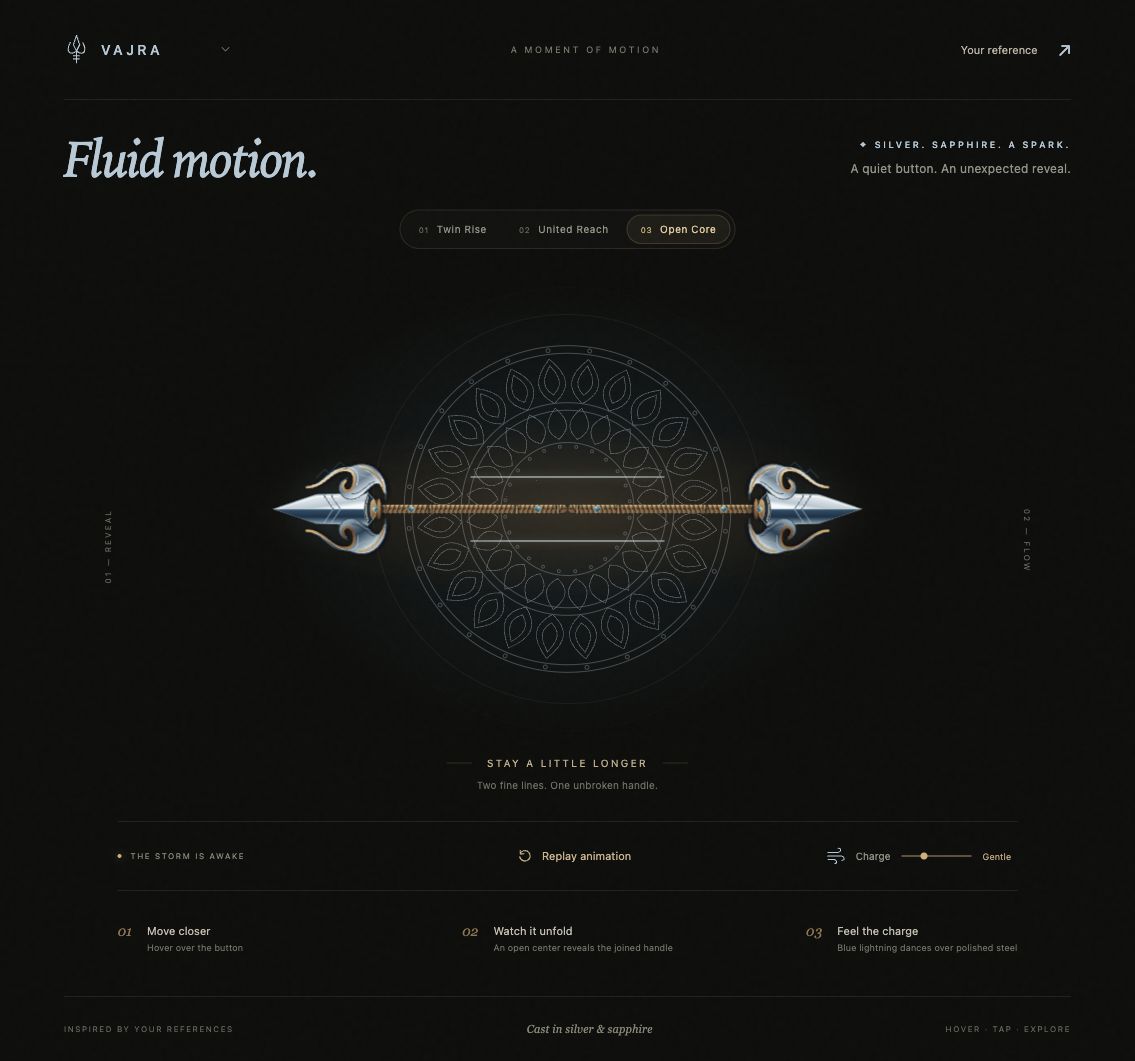 VAJRA
A MOMENT OF MOTION
Your reference
Fluid motion.
SILVER. SAPPHIRE. A SPARK.
A quiet button. An unexpected reveal.
01 Twin Rise
02 United Reach
03 Open Core
01 — REVEAL
02 — FLOW
STAY A LITTLE LONGER
Two fine lines. One unbroken handle.
THE STORM IS AWAKE
Replay animation
Charge
Gentle
01 Move closer
Hover over the button
02 Watch it unfold
An open center reveals the joined handle
03 Feel the charge
Blue lightning dances over polished steel
INSPIRED BY YOUR REFERENCES
Cast in silver & sapphire
HOVER · TAP · EXPLORE